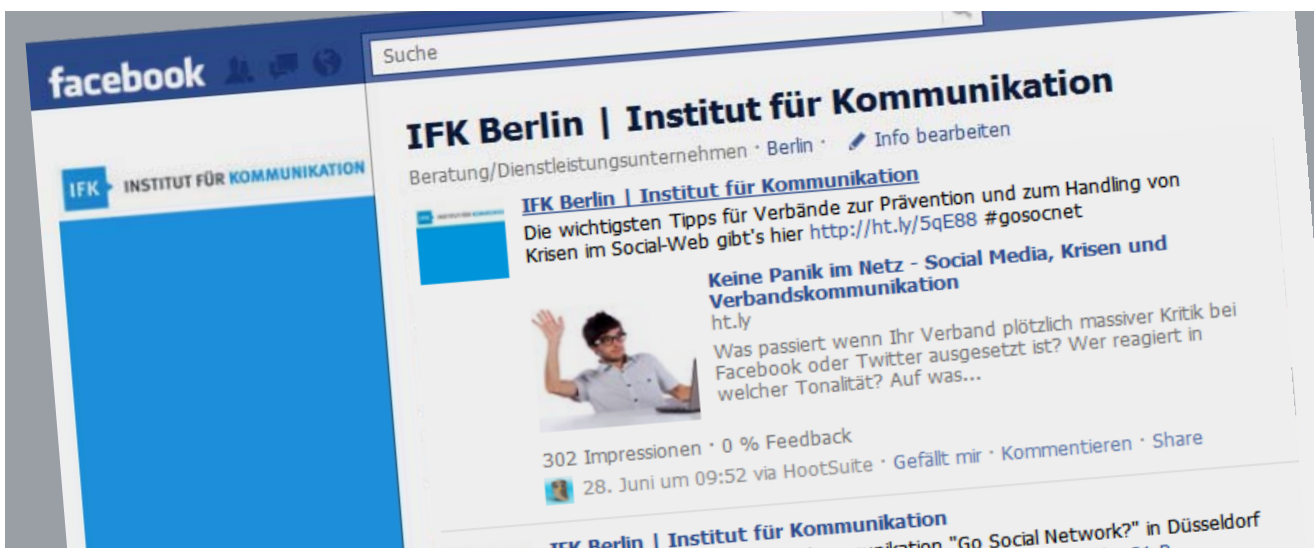 facebook
Suche
IFK INSTITUT FÜR KOMMUNIKATION
IFK Berlin | Institut für Kommunikation
Beratung/Dienstleistungsunternehmen · Berlin · Info bearbeiten
IFK Berlin | Institut für Kommunikation
Die wichtigsten Tipps für Verbände zur Prävention und zum Handling von
Krisen im Social-Web gibt's hier http://ht.ly/5qE88 #gosocnet
Keine Panik im Netz - Social Media, Krisen und
Verbandskommunikation
ht.ly
Was passiert wenn Ihr Verband plötzlich massiver Kritik bei
Facebook oder Twitter ausgesetzt ist? Wer reagiert in
welcher Tonalität? Auf was...
302 Impressionen · 0 % Feedback
28. Juni um 09:52 via HootSuite · Gefällt mir · Kommentieren · Share
IFK Berlin | Institut für Kommunikation
"Go Social Network?" in Düsseldorf